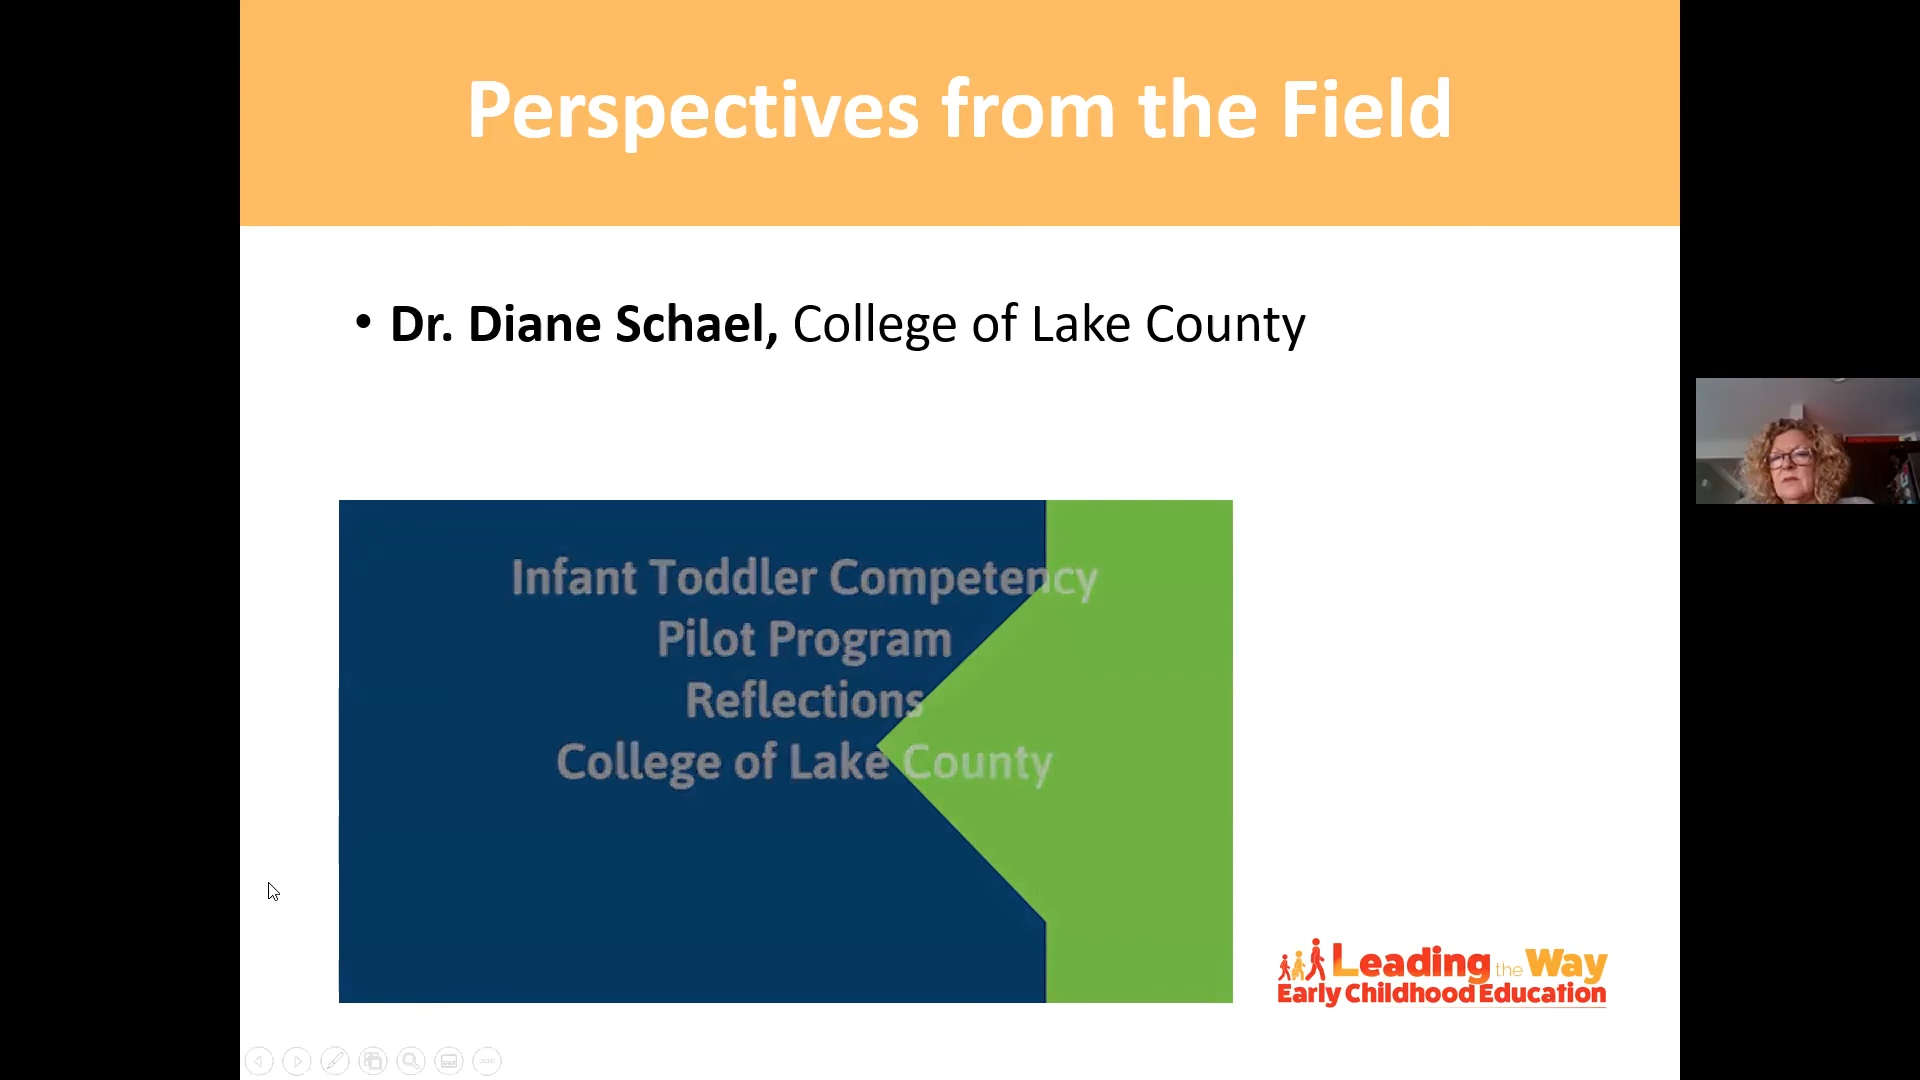 Perspectives from the Field
• Dr. Diane Schael, College of Lake County
Infant Toddler Competency
Pilot Program
Reflections
College of Lake County
Leading the Way
Early Childhood Education